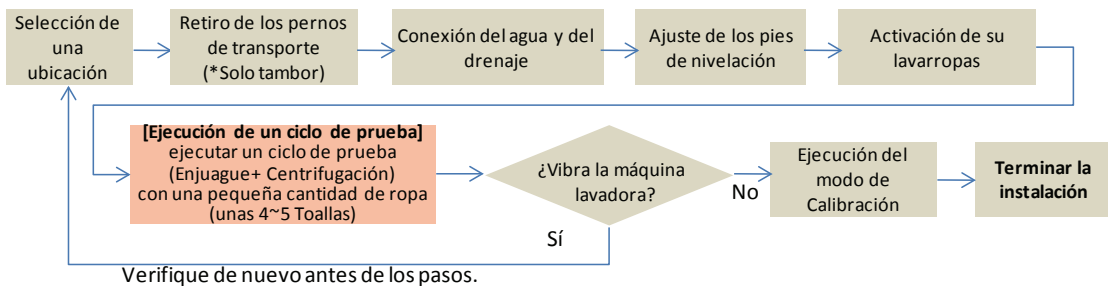 Selección de
una
ubicación
Retiro de los pernos
de transporte
(*Solo tambor)
Conexión del agua y del
drenaje
Ajuste de los pies
de nivelación
Activación de su
lavarropas
[Ejecución de un ciclo de prueba]
ejecutar un ciclo de prueba
(Enjuague+ Centrifugación)
con una pequeña cantidad de ropa
(unas 4~5 Toallas)
¿Vibra la máquina
lavadora?
No
Ejecución del
modo de
Calibración
Terminar la
instalación
Sí
Verifique de nuevo antes de los pasos.